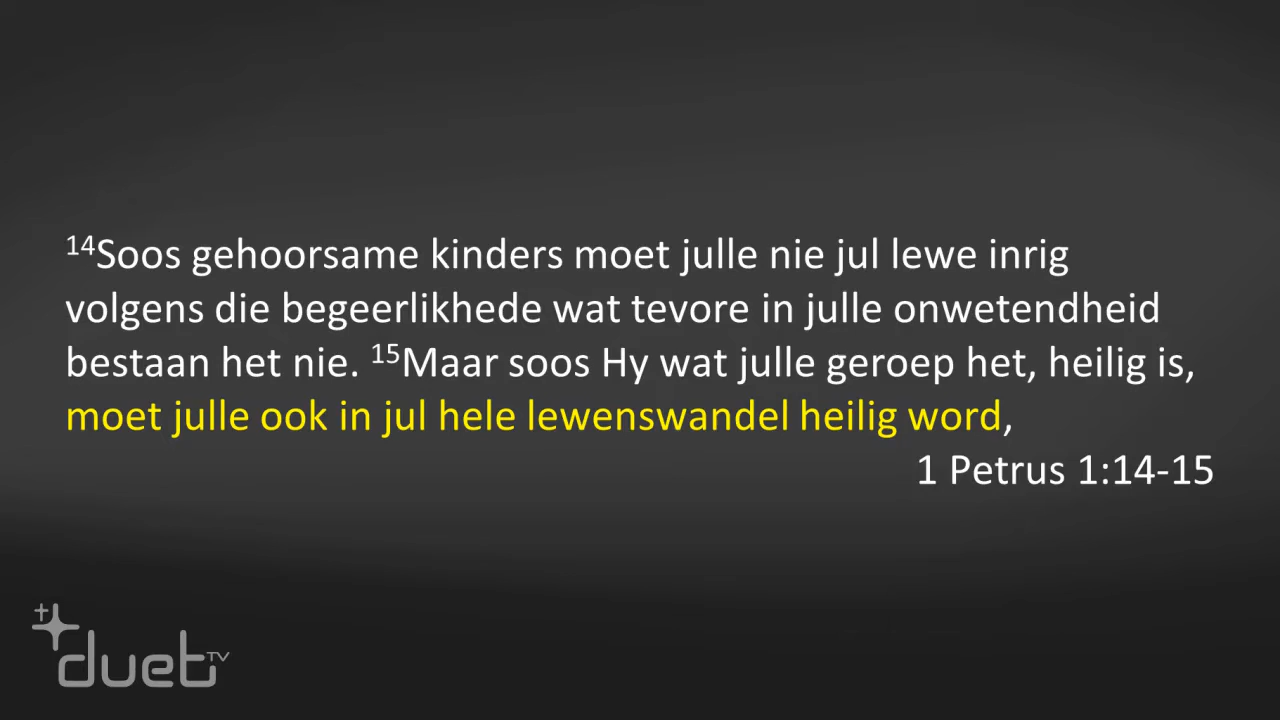 ¹⁴Soos gehoorsame kinders moet julle nie jul lewe inrig
volgens die begeerlikhede wat tevore in julle onwetendheid
bestaan het nie. ¹⁵Maar soos Hy wat julle geroep het, heilig is,
moet julle ook in jul hele lewenswandel heilig word,
1 Petrus 1:14-15
duet TV